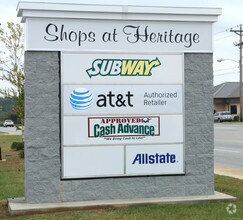 Shops at Heritage
SUBWAY
at&t Authorized
Retailer
APPROVED
Cash Advance
"We Bring Cash to Life"
Allstate